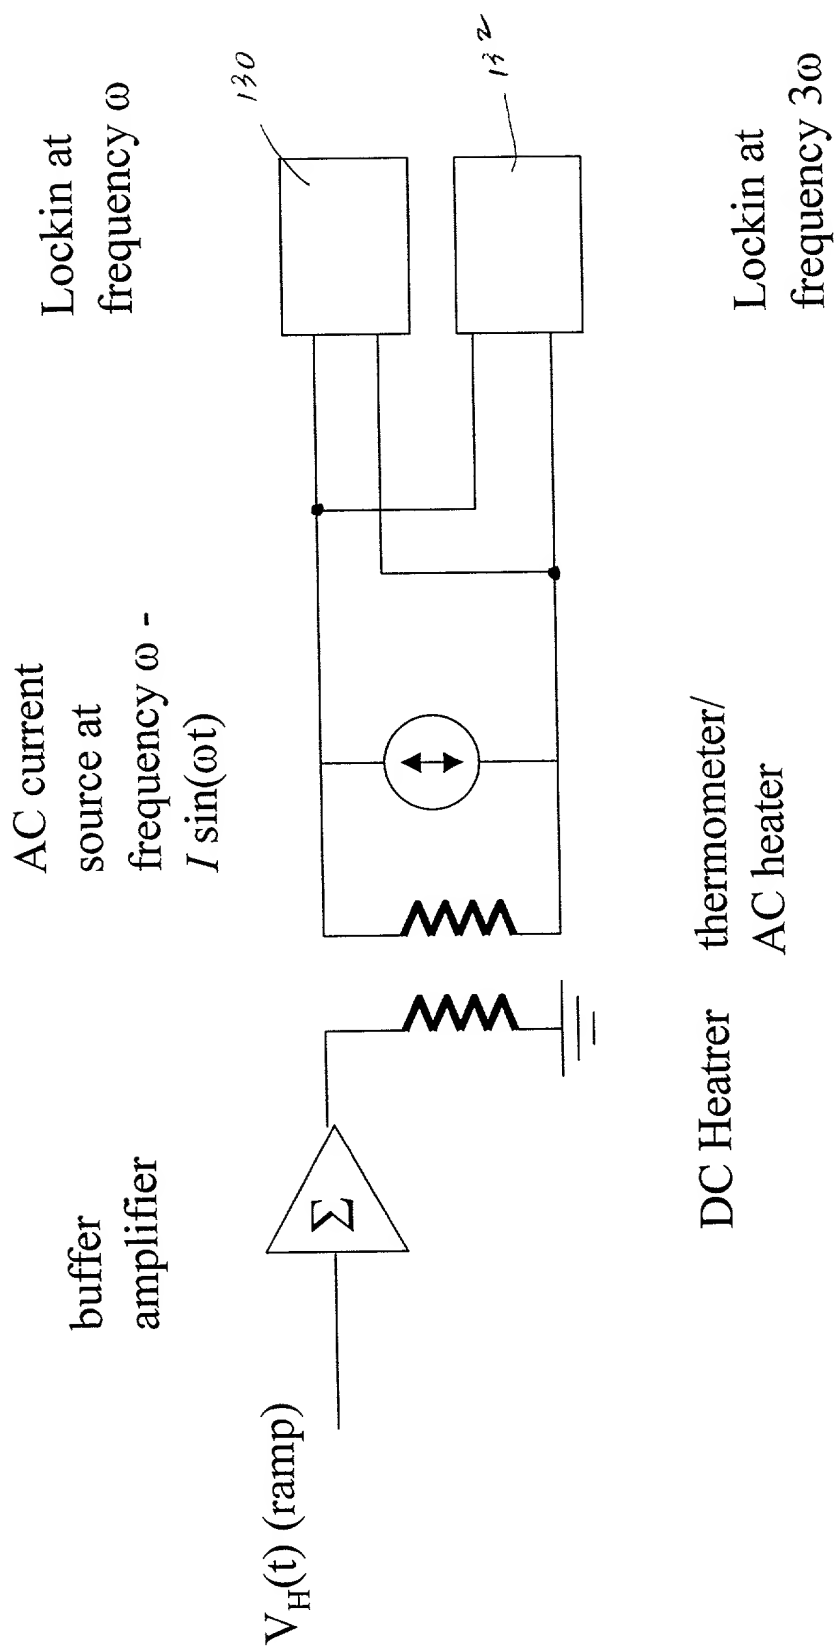 buffer
amplifier
AC current
source at
frequency ω -
I sin(ωt)
Lockin at
frequency ω
130
132
V_H(t) (ramp)
DC Heatrer
thermometer/
AC heater
Lockin at
frequency 3ω
Σ